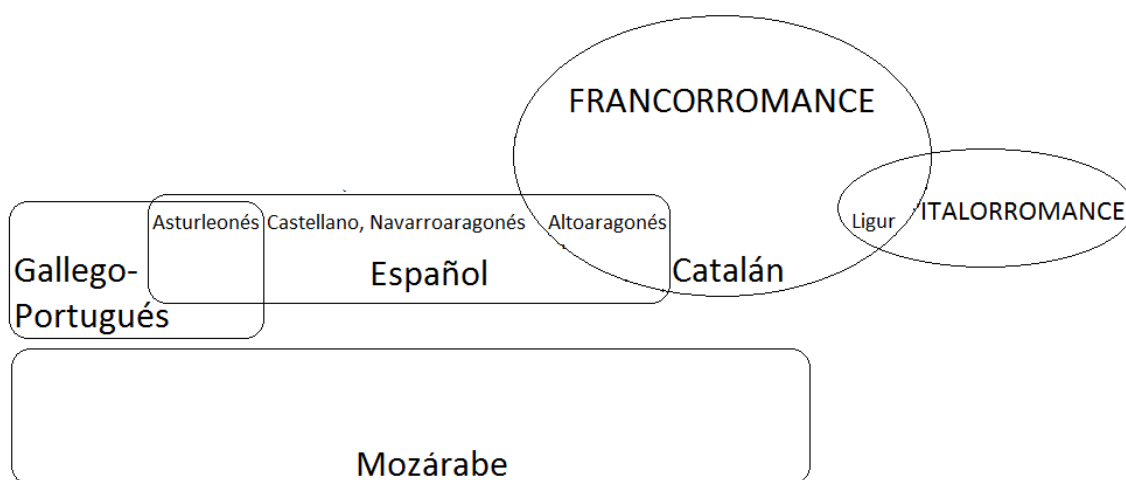 FRANCORROMANCE
Asturleonés Castellano, Navarroaragonés Altoaragonés Ligur ITALORROMANCE
Gallego-
Portugués
Español
Catalán
Mozárabe